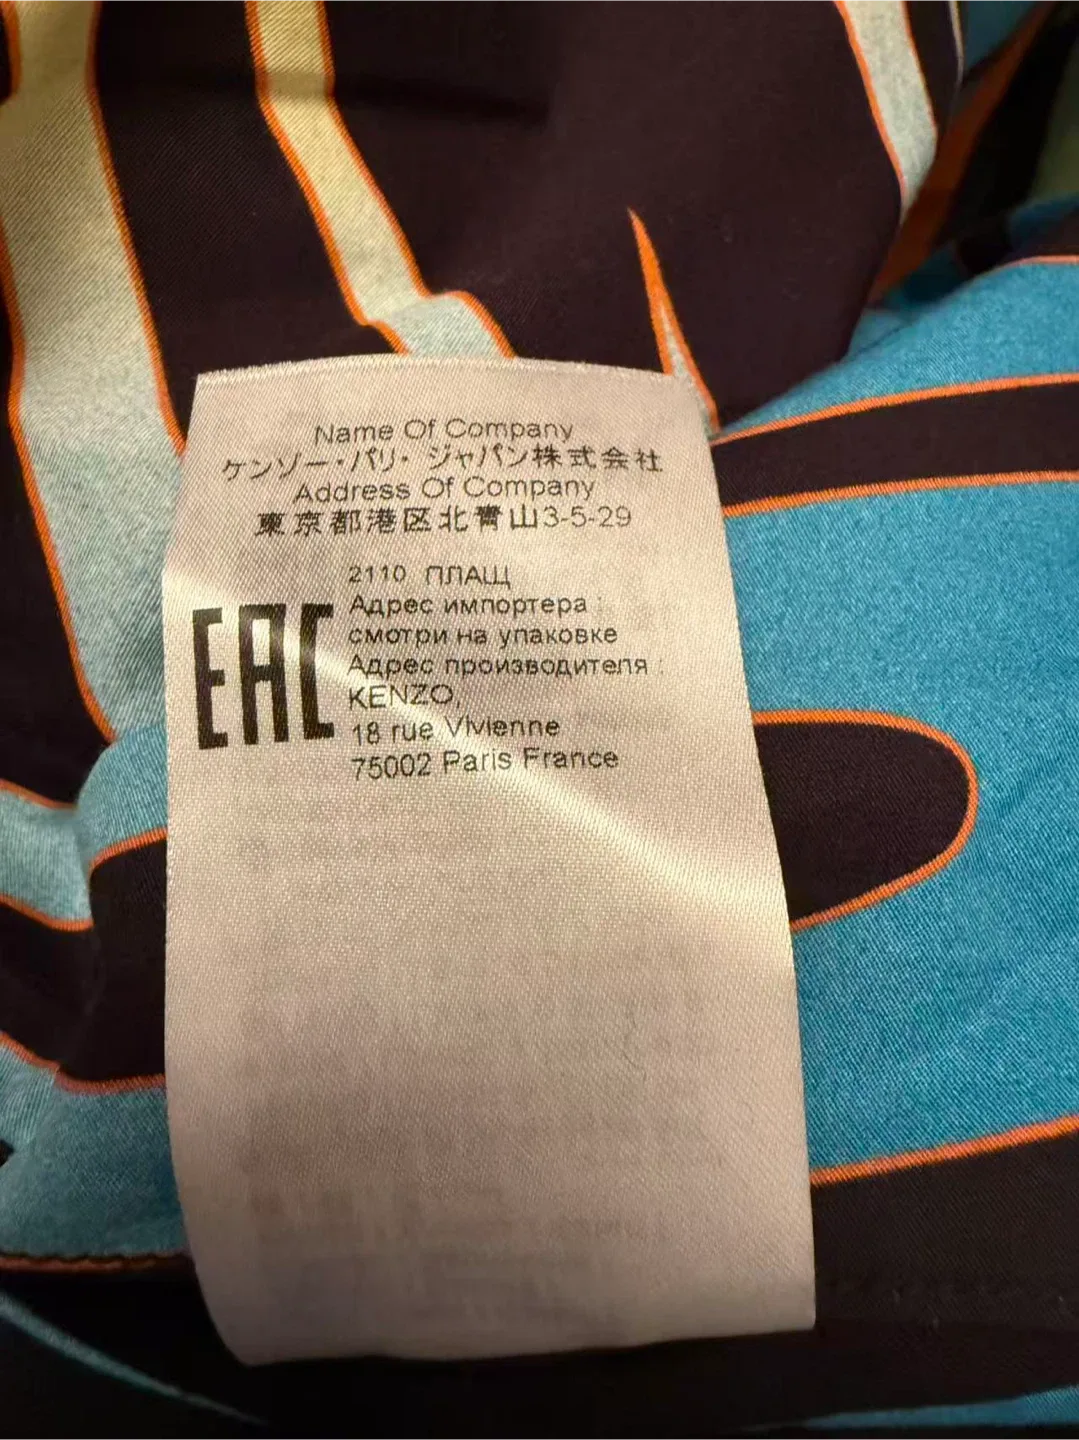 Name Of Company
ケンゾー・パリ・ジャパン株式会社
Address Of Company
東京都港区北青山3-5-29
2110 ПЛАЩ
Адрес импортера :
смотри на упаковке
Адрес производителя :
KENZO,
18 rue Vivienne
75002 Paris France
EAC